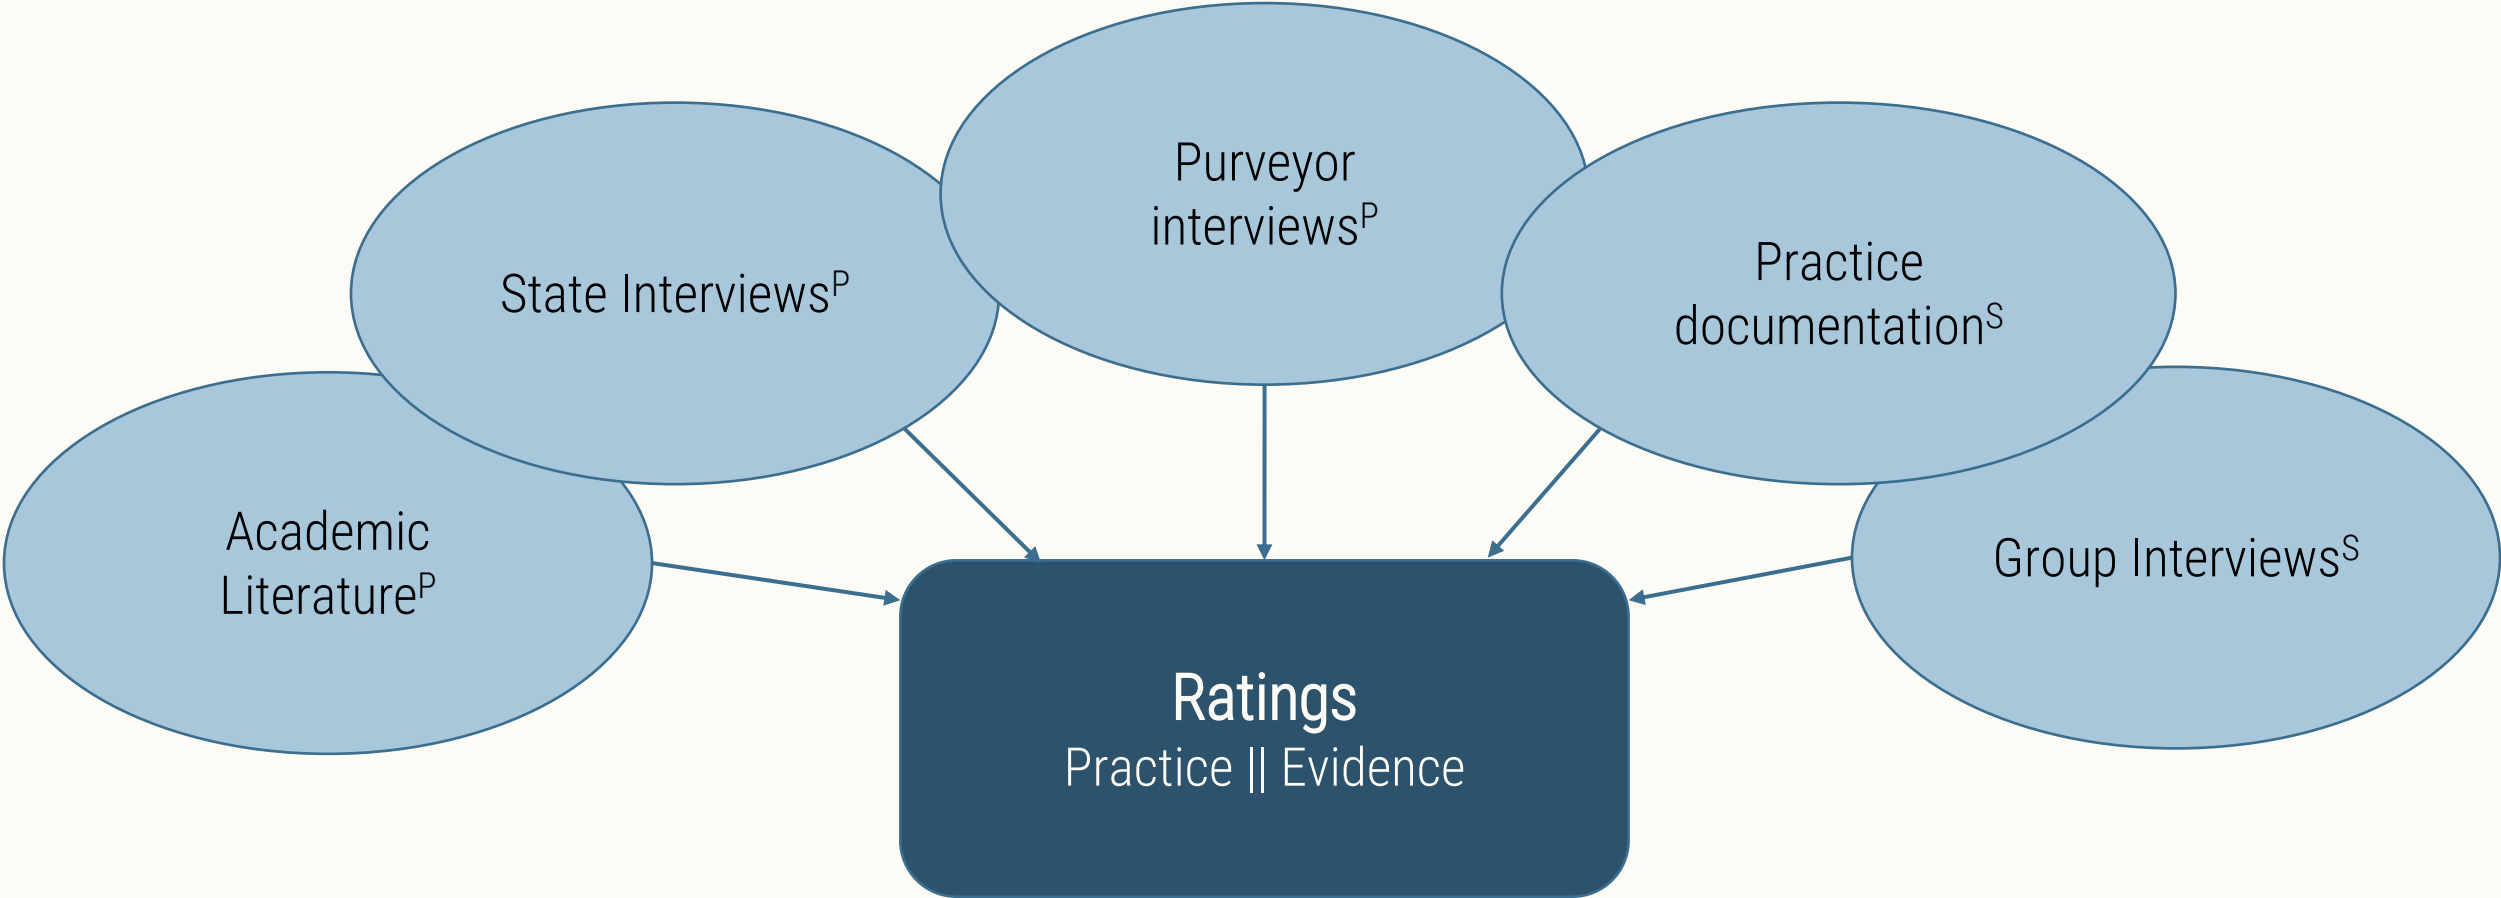 Purveyor
interviewsᴾ
State Interviewsᴾ
Practice
documentationˢ
Academic
Literatureᴾ
Group Interviewsˢ
Ratings
Practice || Evidence